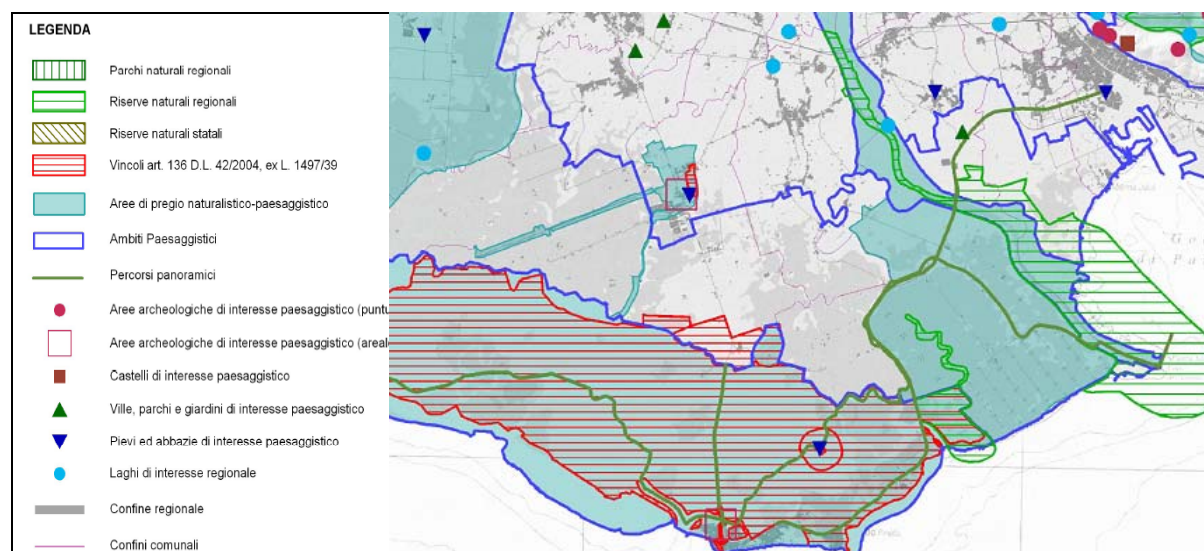 LEGENDA
Parchi naturali regionali
Riserve naturali regionali
Riserve naturali statali
Vincoli art. 136 D.L. 42/2004, ex L. 1497/39
Aree di pregio naturalistico-paesaggistico
Ambiti Paesaggistici
Percorsi panoramici
Aree archeologiche di interesse paesaggistico (puntu
Aree archeologiche di interesse paesaggistico (areale
Castelli di interesse paesaggistico
Ville, parchi e giardini di interesse paesaggistico
Pievi ed abbazie di interesse paesaggistico
Laghi di interesse regionale
Confine regionale
Confini comunali